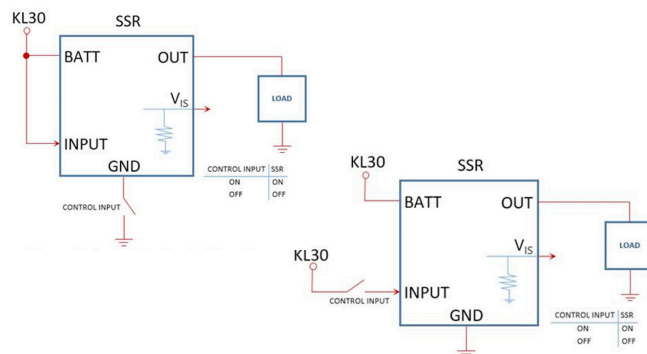 KL30
SSR
BATT
OUT
LOAD
VIS
INPUT
GND
CONTROL INPUT
CONTROL INPUT SSR
ON ON
OFF OFF
KL30
SSR
BATT
OUT
LOAD
VIS
KL30
CONTROL INPUT
INPUT
GND
CONTROL INPUT SSR
ON ON
OFF OFF